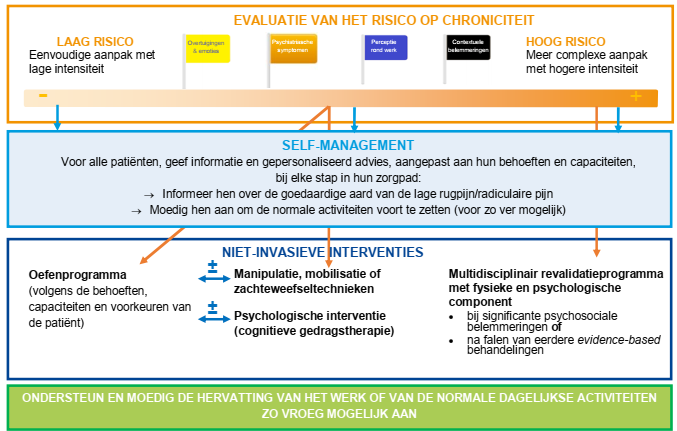 EVALUATIE VAN HET RISICO OP CHRONICITEIT
LAAG RISICO
Eenvoudige aanpak met
lage intensiteit
Overtuigingen
& emoties
Psychiatrische
symptomen
Perceptie
rond werk
Contextuele
belemmeringen
HOOG RISICO
Meer complexe aanpak
met hogere intensiteit
- +
SELF-MANAGEMENT
Voor alle patiënten, geef informatie en gepersonaliseerd advies, aangepast aan hun behoeften en capaciteiten,
bij elke stap in hun zorgpad:
→ Informeer hen over de goedaardige aard van de lage rugpijn/radiculaire pijn
→ Moedig hen aan om de normale activiteiten voort te zetten (voor zo ver mogelijk)
NIET-INVASIEVE INTERVENTIES
Oefenprogramma
(volgens de behoeften,
capaciteiten en voorkeuren van
de patiënt)
±
Manipulatie, mobilisatie of
zachteweefseltechnieken
±
Psychologische interventie
(cognitieve gedragstherapie)
Multidisciplinair revalidatieprogramma
met fysieke en psychologische
component
• bij significante psychosociale
belemmeringen of
• na falen van eerdere evidence-based
behandelingen
ONDERSTEUN EN MOEDIG DE HERVATTING VAN HET WERK OF VAN DE NORMALE DAGELIJKSE ACTIVITEITEN
ZO VROEG MOGELIJK AAN